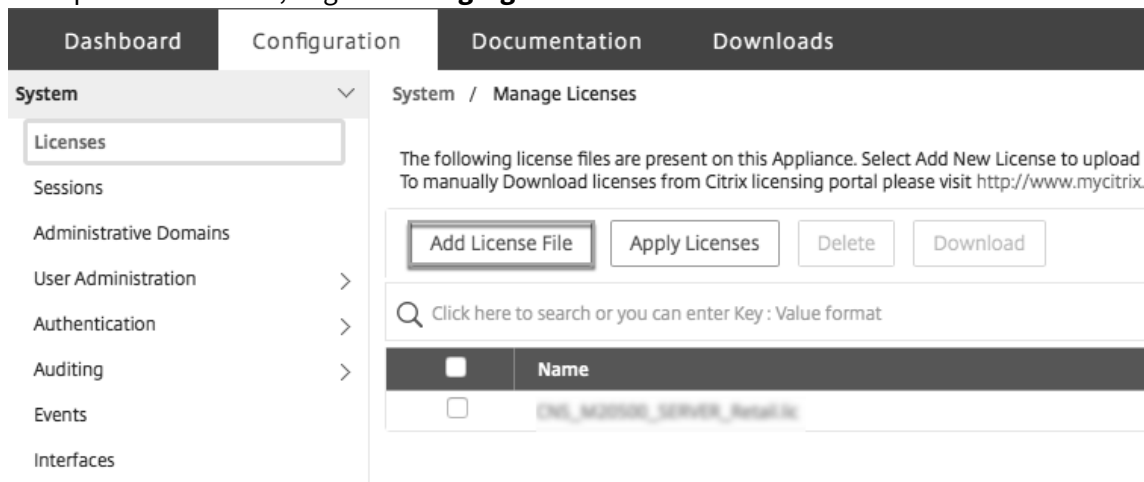 Dashboard Configuration Documentation Downloads
System
System / Manage Licenses
Licenses
The following license files are present on this Appliance. Select Add New License to upload
Sessions
To manually Download licenses from Citrix licensing portal please visit http://www.mycitrix.
Administrative Domains
Add License File Apply Licenses Delete Download
User Administration
Click here to search or you can enter Key : Value format
Authentication
Auditing
Name
Events
Interfaces